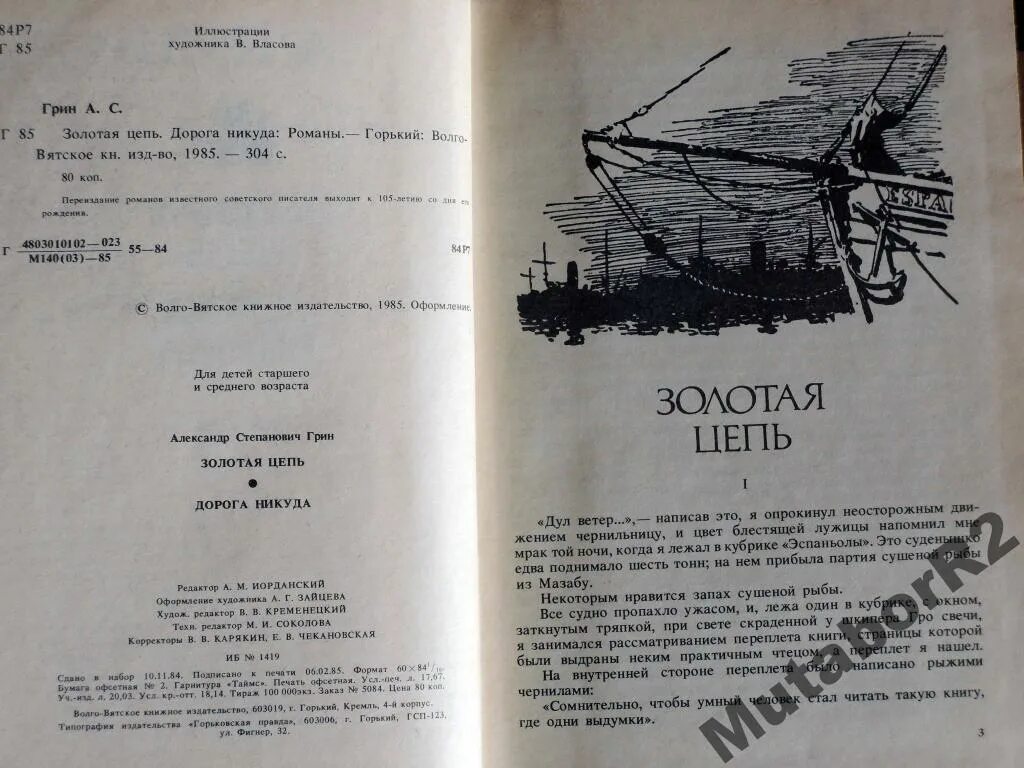 84Р7
Г 85
Иллюстрации
художника В. Власова
Грин А. С.
Г 85 Золотая цепь. Дорога никуда: Романы.— Горький: Волго-
Вятское кн. изд-во, 1985. — 304 с.
80 коп.
Переиздание романов известного советского писателя выходит к 105-летию со дня его
рождения.
Г 4803010102—023 55—84 84Р7
М140(03)—85
© Волго-Вятское книжное издательство, 1985. Оформление.
Для детей старшего
и среднего возраста
Александр Степанович Грин
ЗОЛОТАЯ ЦЕПЬ
●
ДОРОГА НИКУДА
Редактор А. М. ИОРДАНСКИЙ
Оформление художника А. Г. ЗАЙЦЕВА
Худож. редактор В. В. КРЕМЕНЕЦКИЙ
Техн. редактор М. И. СОКОЛОВА
Корректоры В. В. КАРЯКИН, Е. В. ЧЕКАНОВСКАЯ
ИБ № 1419
Сдано в набор 10.11.84. Подписано к печати 06.02.85. Формат 60×84 1/16.
Бумага офсетная № 2. Гарнитура «Таймс». Печать офсетная. Усл.-печ. л. 17,67.
Уч.-изд. л. 20,03. Усл. кр.-отт. 18,14. Тираж 100 000экз. Заказ № 5084. Цена 80 коп.
Волго-Вятское книжное издательство, 603019, г. Горький, Кремль, 4-й корпус.
Типография издательства «Горьковская правда», 603006, г. Горький, ГСП-123,
ул. Фигнер, 32.
ESPA
ЗОЛОТАЯ
ЦЕПЬ
I
«Дул ветер...»,— написав это, я опрокинул неосторожным дви-
жением чернильницу, и цвет блестящей лужицы напомнил мне
мрак той ночи, когда я лежал в кубрике «Эспаньолы». Это суденышко
едва поднимало шесть тонн; на нем прибыла партия сушеной рыбы
из Мазабу.
Некоторым нравится запах сушеной рыбы.
Все судно пропахло ужасом, и, лежа один в кубрике, с окном,
заткнутым тряпкой, при свете скраденной у шкипера Гро свечи,
я занимался рассматриванием переплета книги, страницы которой
были выдраны неким практичным чтецом, а переплет я нашел.
На внутренней стороне переплета было написано рыжими
чернилами:
«Сомнительно, чтобы умный человек стал читать такую книгу,
где одни выдумки».
3
MutaborR2